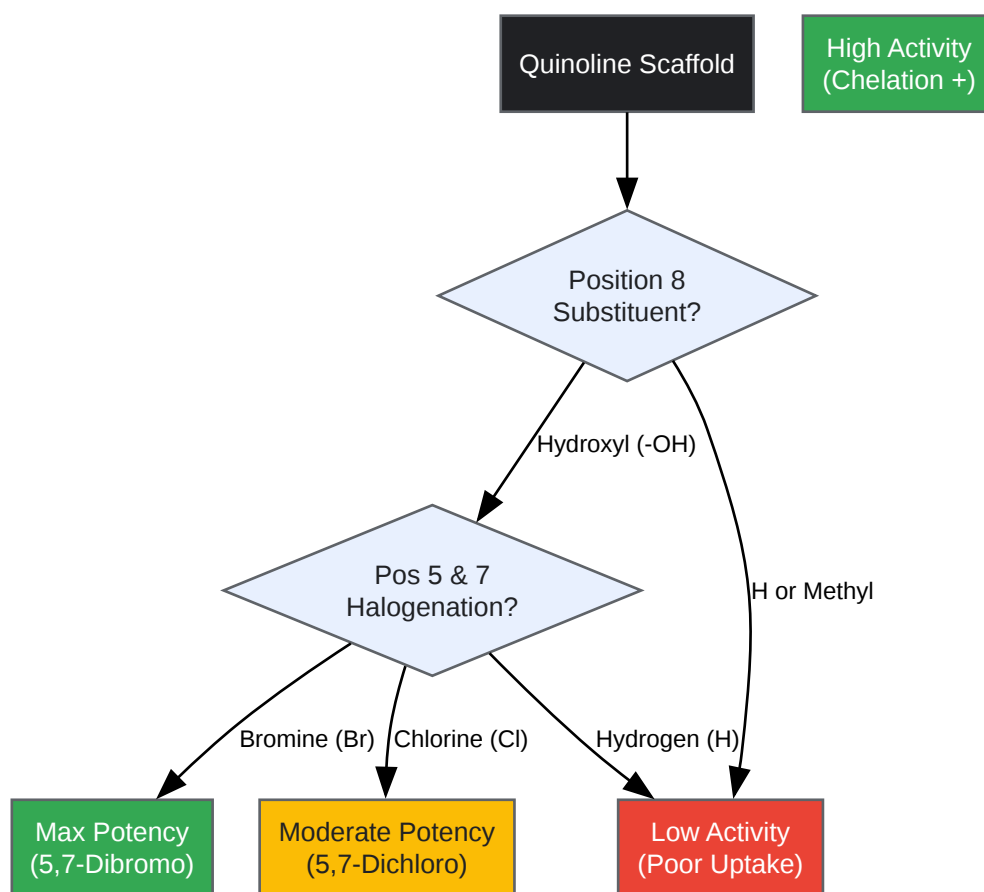 Quinoline Scaffold
High Activity
(Chelation +)
Position 8
Substituent?
Hydroxyl (-OH)
H or Methyl
Pos 5 & 7
Halogenation?
Bromine (Br)
Chlorine (Cl)
Hydrogen (H)
Max Potency
(5,7-Dibromo)
Moderate Potency
(5,7-Dichloro)
Low Activity
(Poor Uptake)